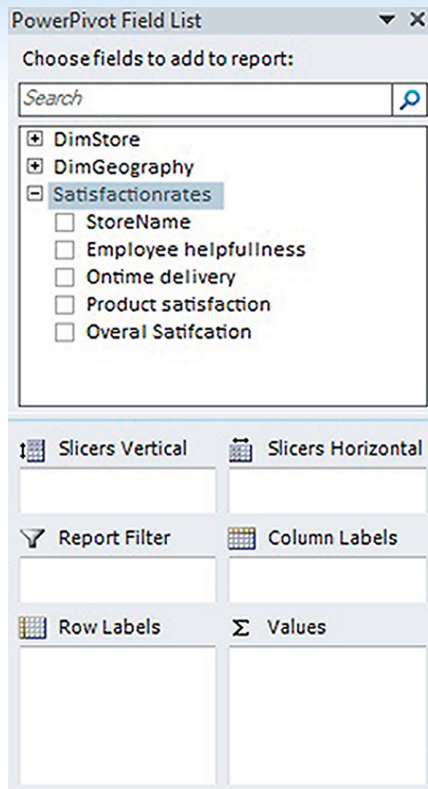 PowerPivot Field List
Choose fields to add to report:
Search
DimStore
DimGeography
Satisfactionrates
StoreName
Employee helpfullness
Ontime delivery
Product satisfaction
Overal Satifcation
Slicers Vertical
Slicers Horizontal
Report Filter
Column Labels
Row Labels
Σ Values